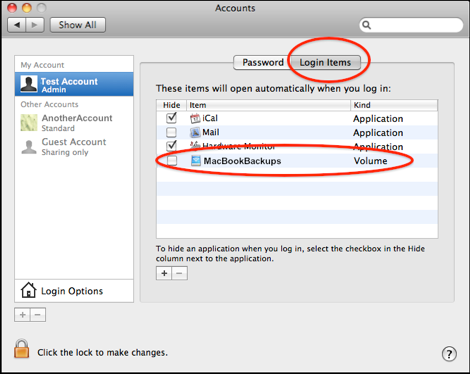 Accounts
Show All
My Account
Test Account
Admin
Other Accounts
AnotherAccount
Standard
Guest Account
Sharing only
Login Options
Password Login Items
These items will open automatically when you log in:
Hide Item Kind
iCal Application
Mail Application
Hardware Monitor Application
MacBookBackups Volume
To hide an application when you log in, select the checkbox in the Hide
column next to the application.
+ −
+ −
Click the lock to make changes.
?